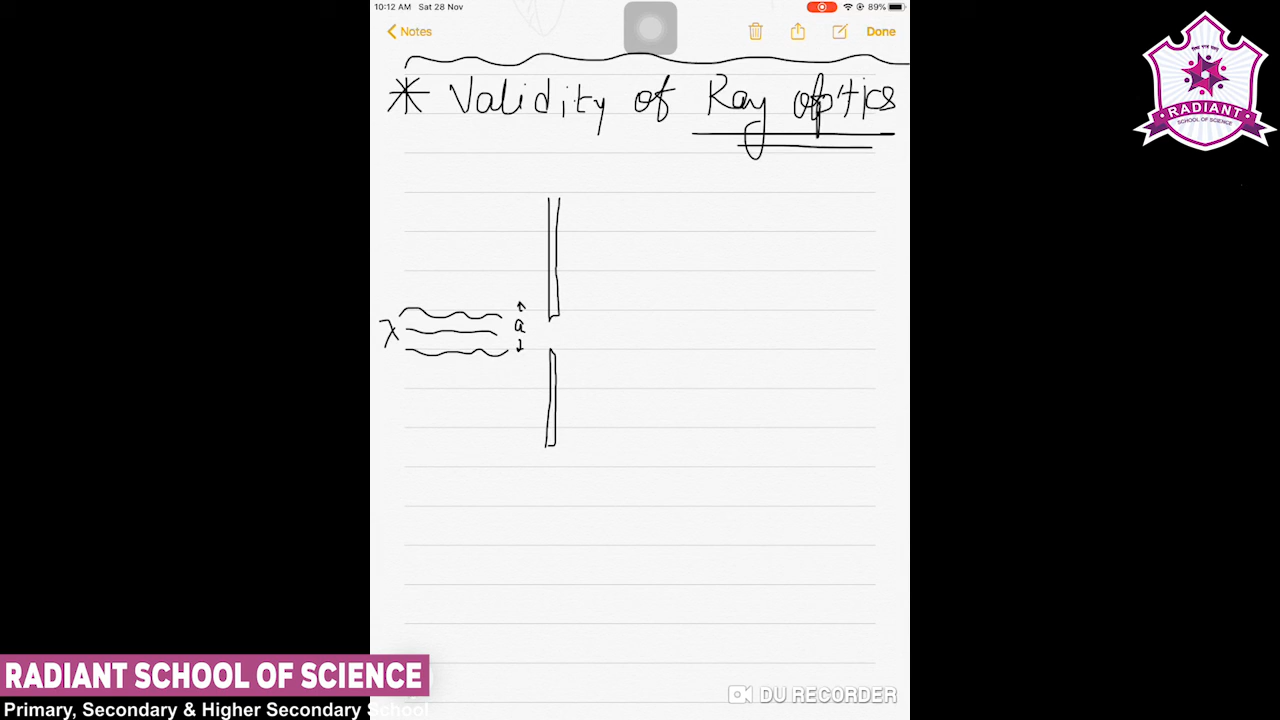 10:12 AM Sat 28 Nov
89%
Notes
Done
* Validity of Ray optics
λ
a
RADIANT
SCHOOL OF SCIENCE
RADIANT SCHOOL OF SCIENCE
Primary, Secondary & Higher Secondary School
DU RECORDER